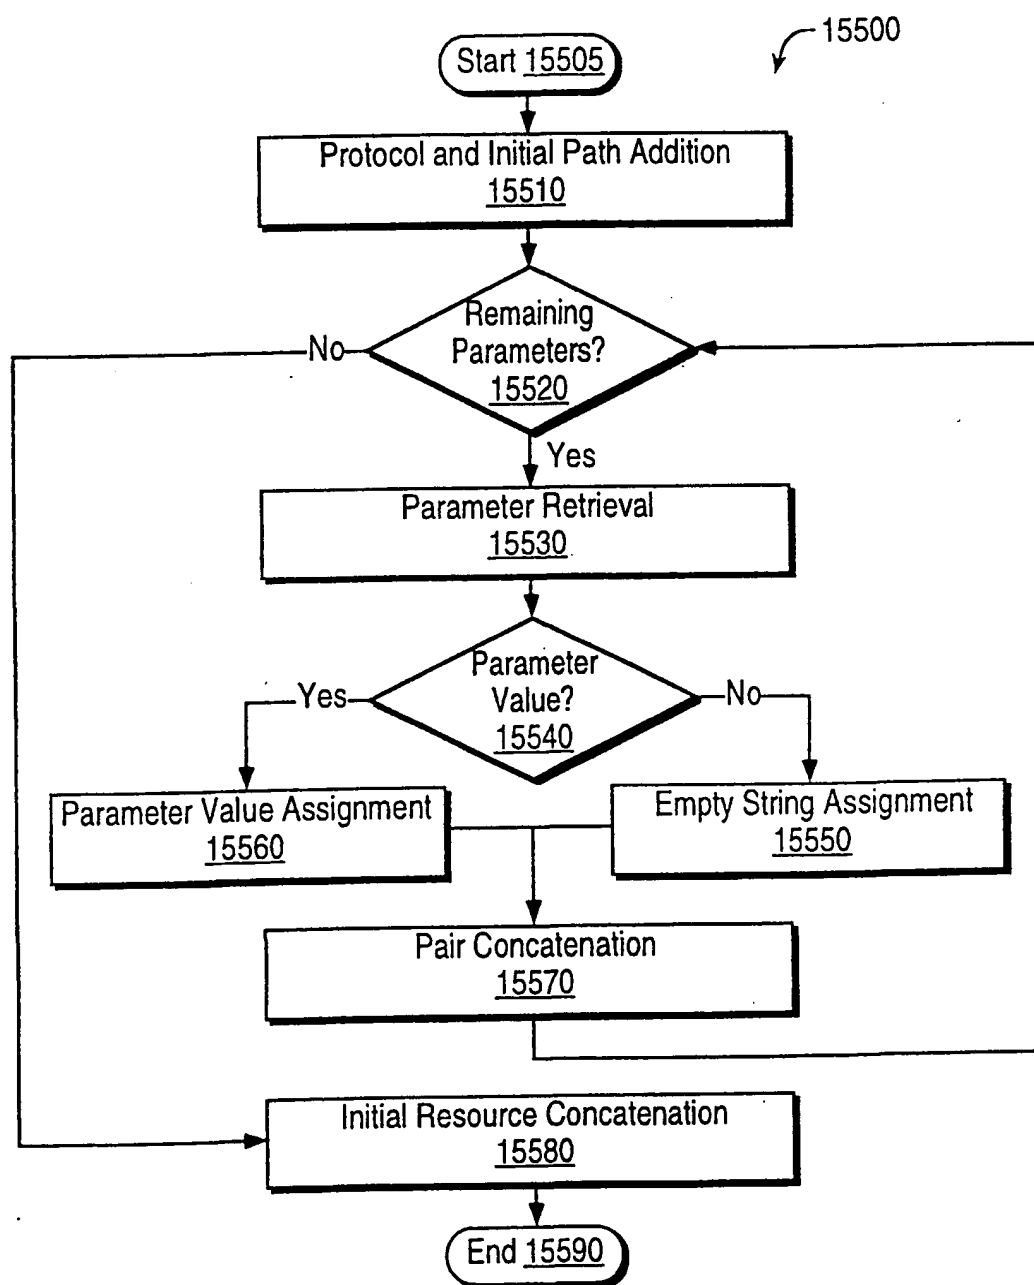 15500
Start 15505
Protocol and Initial Path Addition
15510
Remaining
Parameters?
15520
No
Yes
Parameter Retrieval
15530
Parameter
Value?
15540
Yes
No
Parameter Value Assignment
15560
Empty String Assignment
15550
Pair Concatenation
15570
Initial Resource Concatenation
15580
End 15590